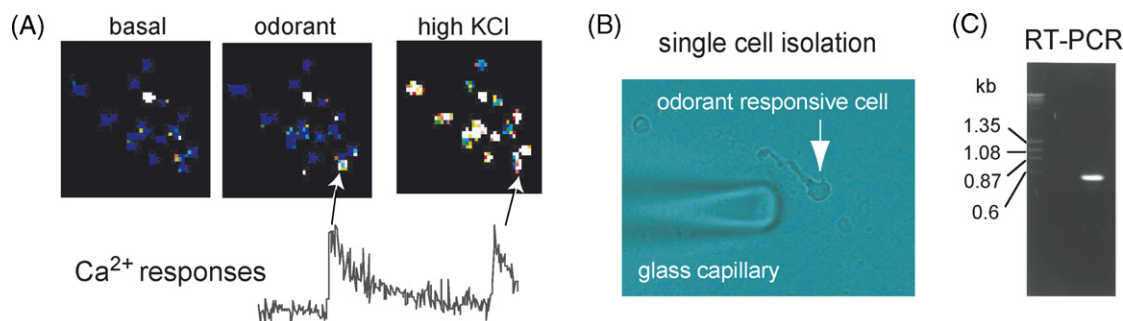 (A)
basal odorant high KCl
Ca2+ responses
(B)
single cell isolation
odorant responsive cell
glass capillary
(C)
RT-PCR
kb
1.35
1.08
0.87
0.6